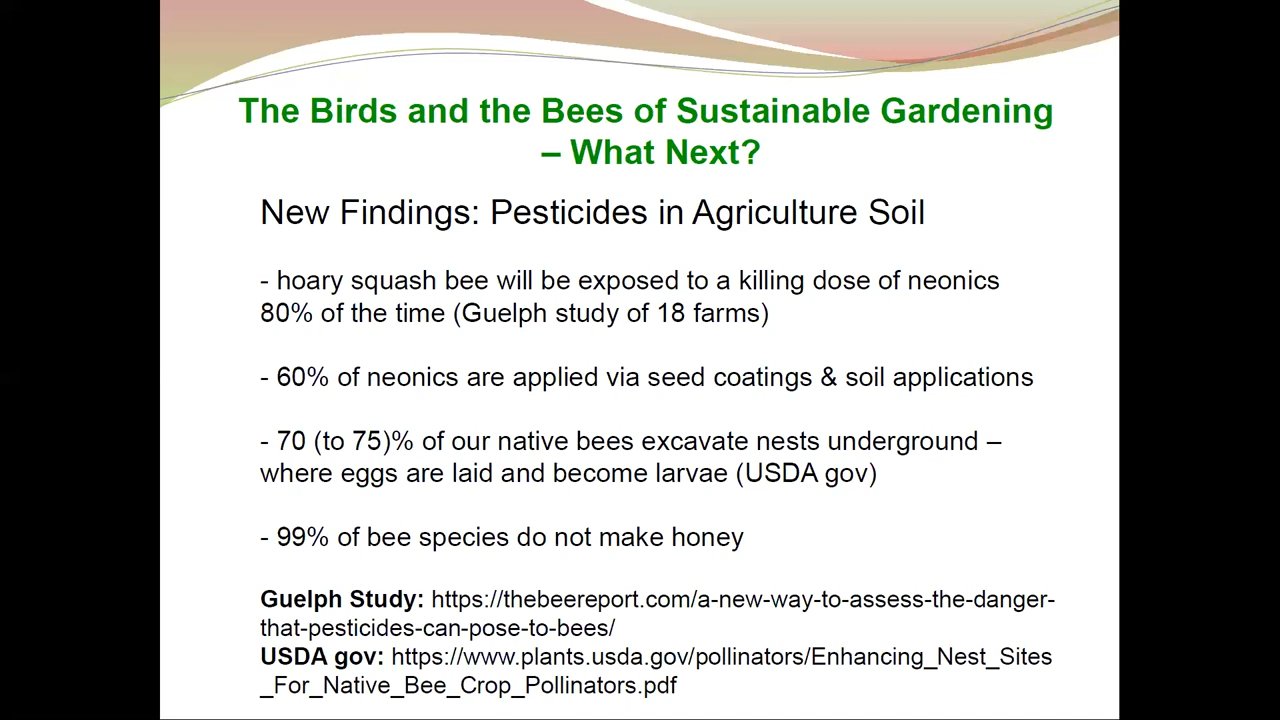 The Birds and the Bees of Sustainable Gardening
– What Next?
New Findings: Pesticides in Agriculture Soil
- hoary squash bee will be exposed to a killing dose of neonics
80% of the time (Guelph study of 18 farms)
- 60% of neonics are applied via seed coatings & soil applications
- 70 (to 75)% of our native bees excavate nests underground –
where eggs are laid and become larvae (USDA gov)
- 99% of bee species do not make honey
Guelph Study: https://thebeereport.com/a-new-way-to-assess-the-danger-
that-pesticides-can-pose-to-bees/
USDA gov: https://www.plants.usda.gov/pollinators/Enhancing_Nest_Sites
_For_Native_Bee_Crop_Pollinators.pdf